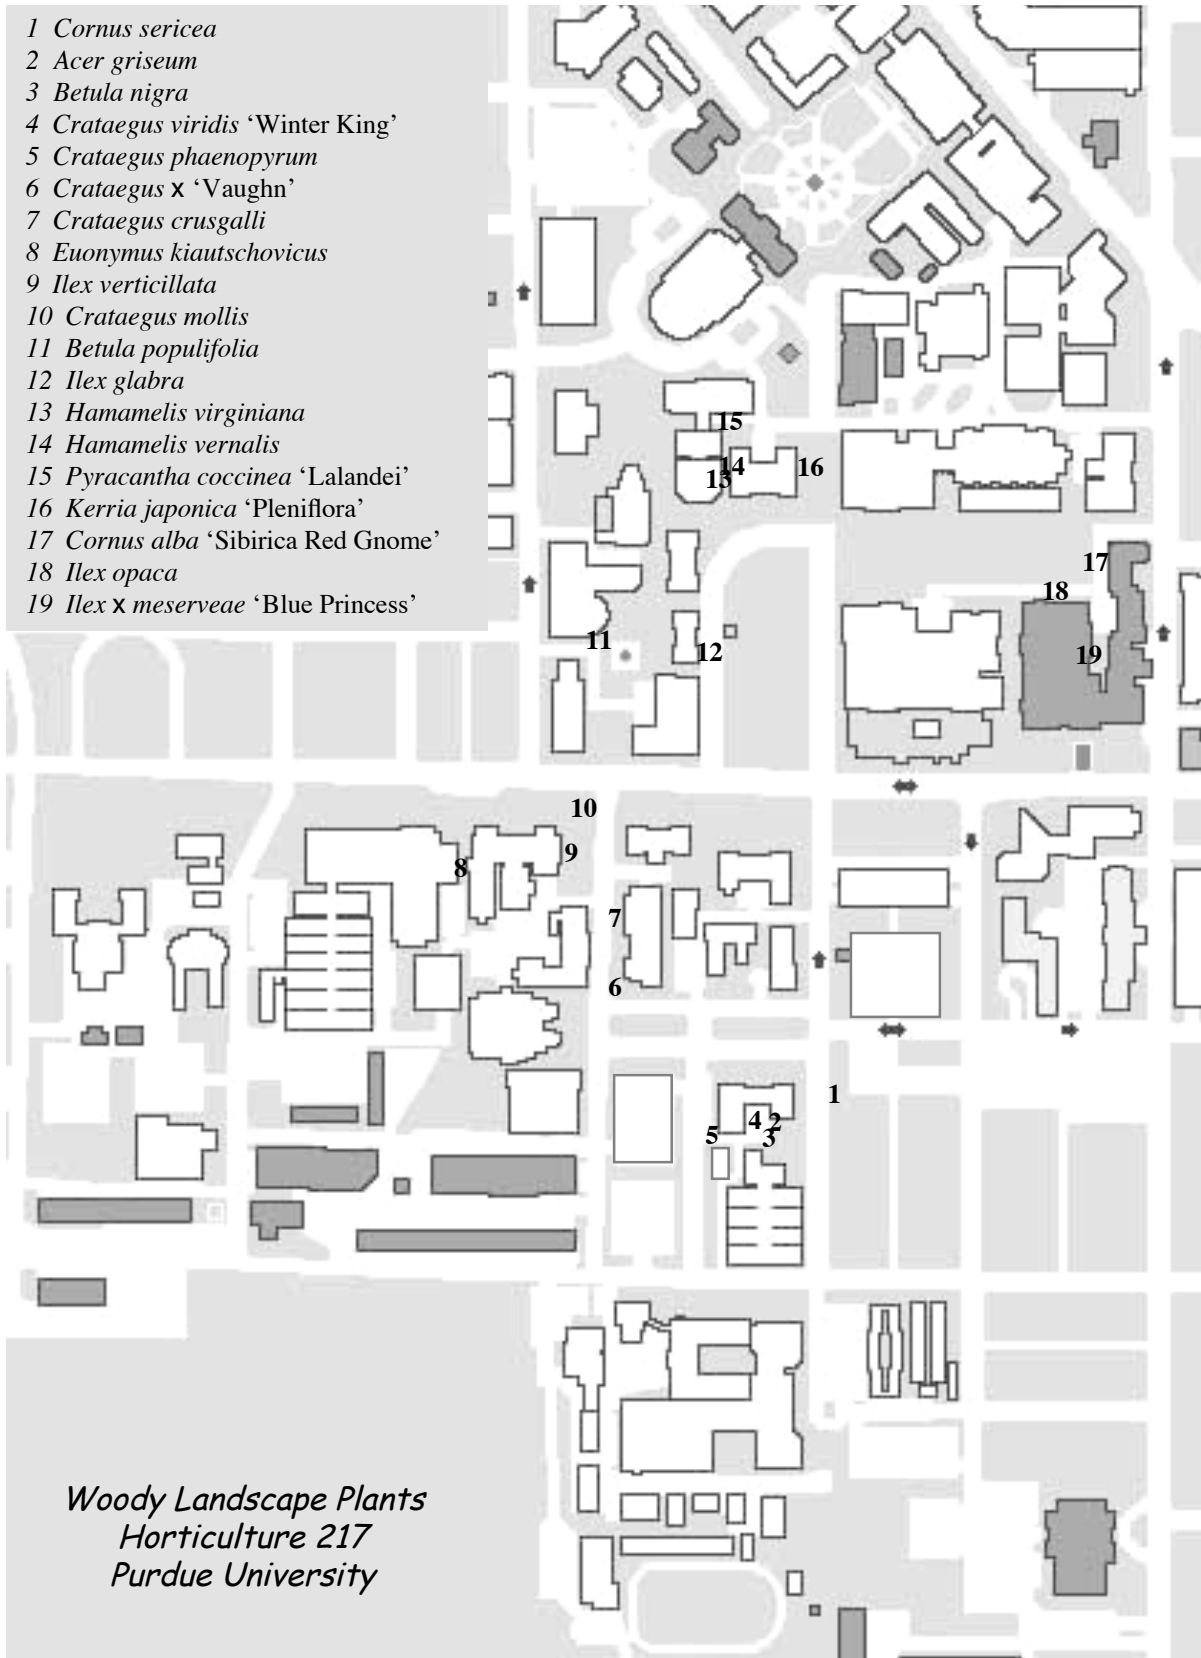 1 Cornus sericea
2 Acer griseum
3 Betula nigra
4 Crataegus viridis ‘Winter King’
5 Crataegus phaenopyrum
6 Crataegus x ‘Vaughn’
7 Crataegus crusgalli
8 Euonymus kiautschovicus
9 Ilex verticillata
10 Crataegus mollis
11 Betula populifolia
12 Ilex glabra
13 Hamamelis virginiana
14 Hamamelis vernalis
15 Pyracantha coccinea ‘Lalandei’
16 Kerria japonica ‘Pleniflora’
17 Cornus alba ‘Sibirica Red Gnome’
18 Ilex opaca
19 Ilex x meserveae ‘Blue Princess’
15
14
16
13
17
18
11
12
19
10
9
8
7
6
1
4
2
5
3
Woody Landscape Plants
Horticulture 217
Purdue University